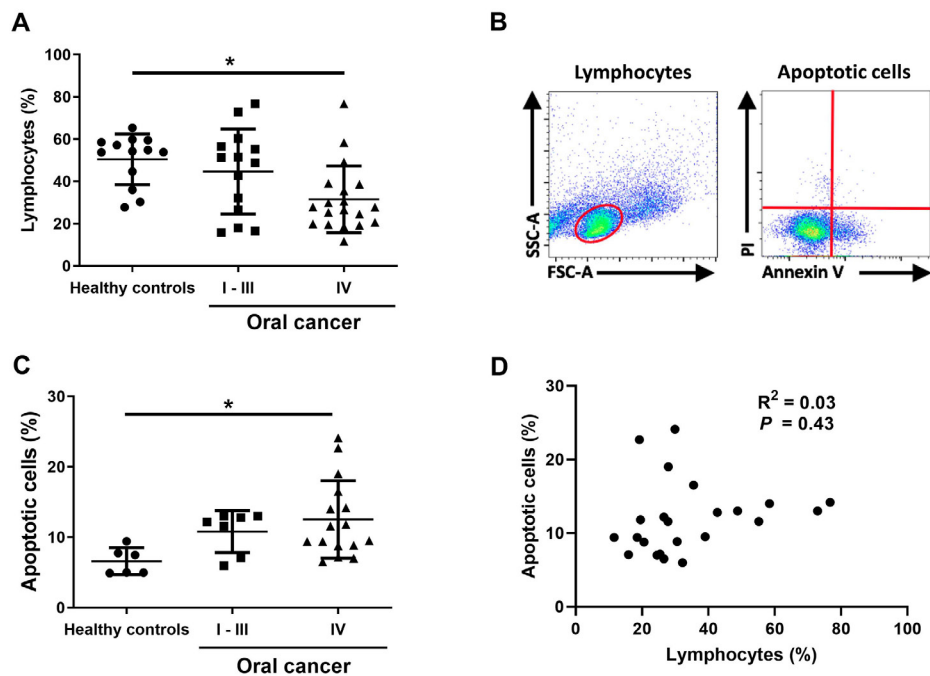 A
*
Lymphocytes (%)
100
80
60
40
20
0
Healthy controls
I - III
IV
Oral cancer
B
Lymphocytes
SSC-A
FSC-A
Apoptotic cells
PI
Annexin V
C
*
Apoptotic cells (%)
30
20
10
0
Healthy controls
I - III
IV
Oral cancer
D
R² = 0.03
P = 0.43
Apoptotic cells (%)
30
20
10
0
0 20 40 60 80 100
Lymphocytes (%)